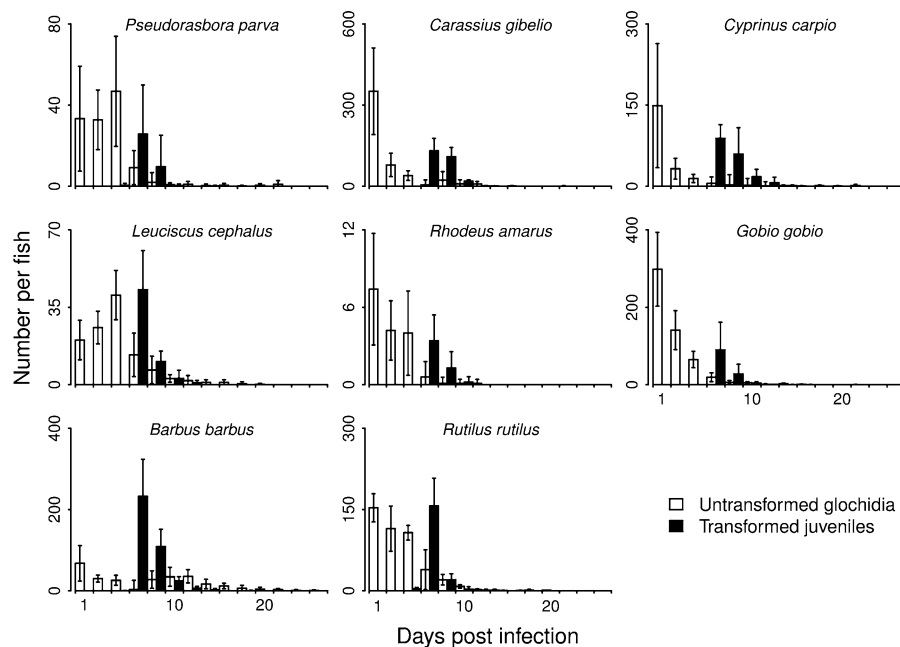 Pseudorasbora parva
Carassius gibelio
Cyprinus carpio
80
40
0
600
300
0
300
150
0
Leuciscus cephalus
Rhodeus amarus
Gobio gobio
70
35
0
12
6
0
400
200
0
1 10 20
Number per fish
Barbus barbus
Rutilus rutilus
400
200
0
300
150
0
Untransformed glochidia
Transformed juveniles
1 10 20
1 10 20
Days post infection